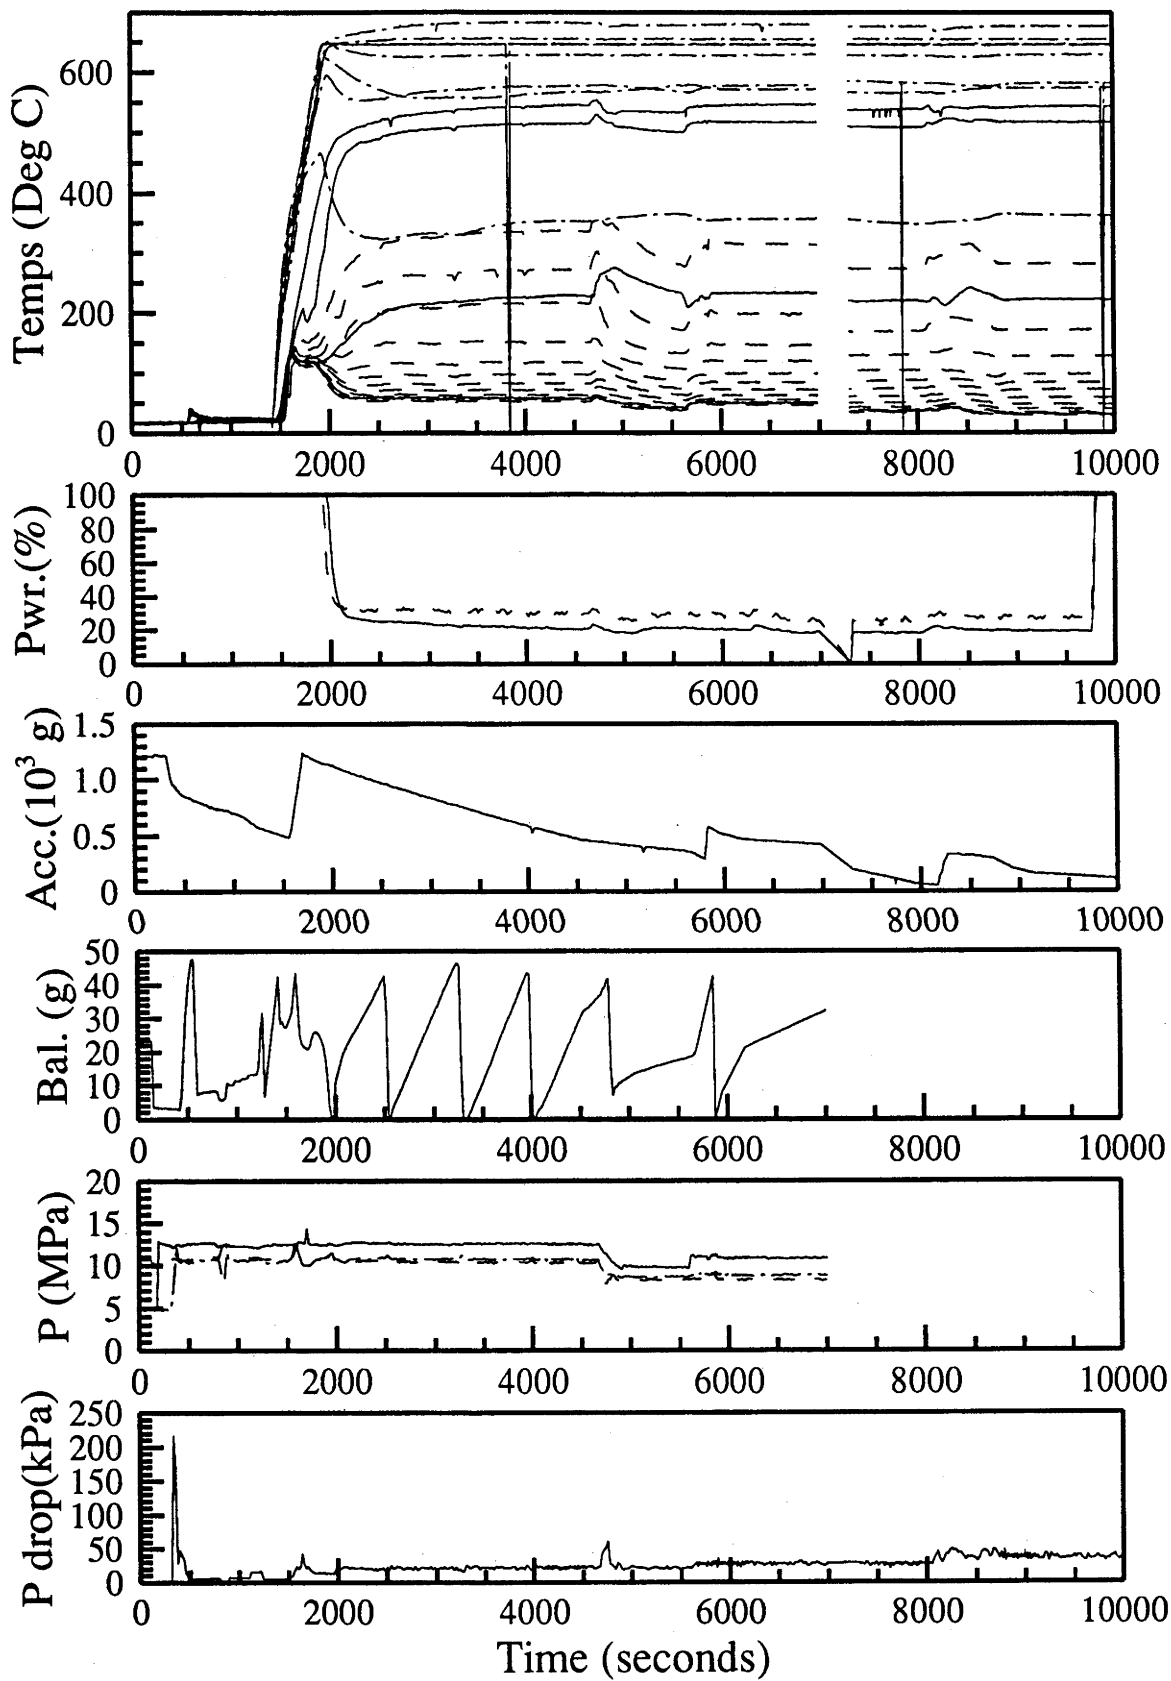 Temps (Deg C)
600
400
200
0
0 2000 4000 6000 8000 10000
Pwr.(%)
100
80
60
40
20
0
0 2000 4000 6000 8000 10000
Acc.(10³ g)
1.5
1.0
0.5
0
0 2000 4000 6000 8000 10000
Bal. (g)
50
40
30
20
10
0
0 2000 4000 6000 8000 10000
P (MPa)
20
15
10
5
0
0 2000 4000 6000 8000 10000
P drop(kPa)
250
200
150
100
50
0
0 2000 4000 6000 8000 10000
Time (seconds)